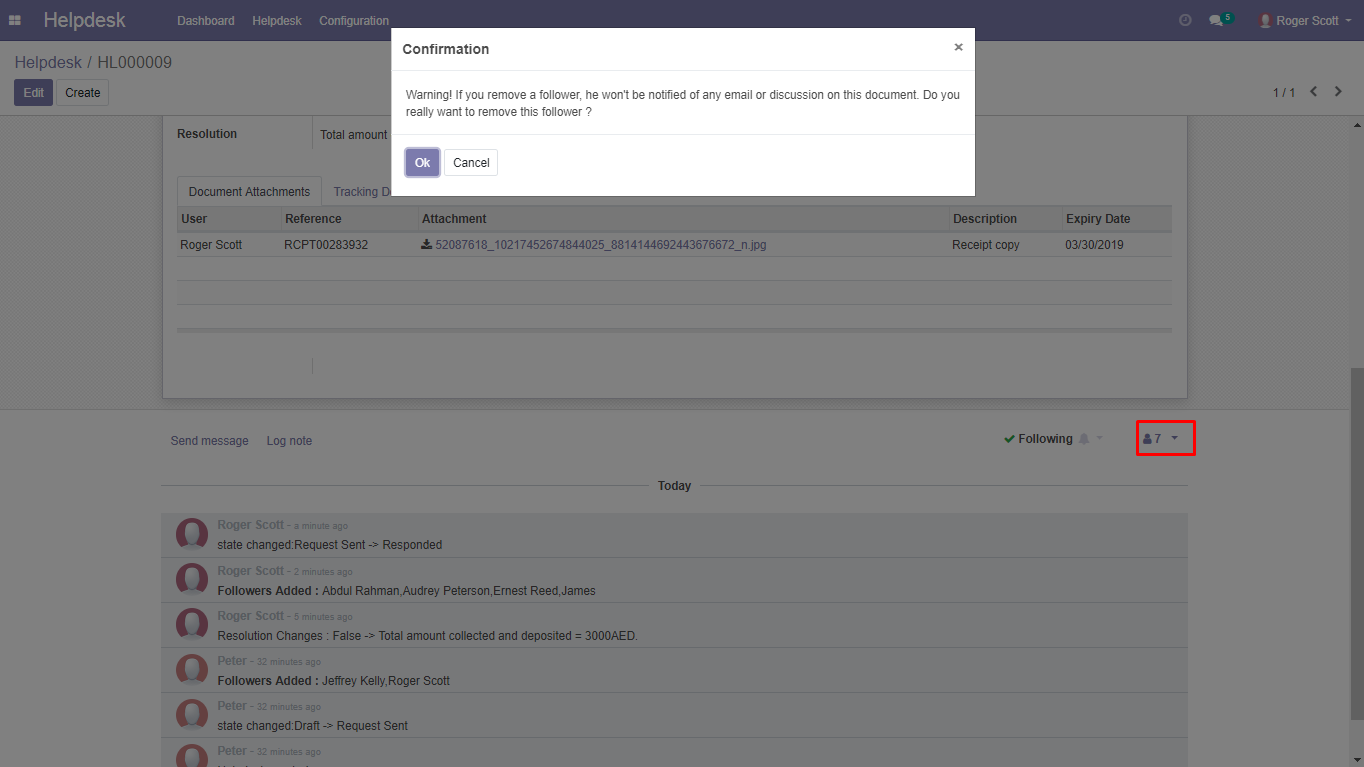 Helpdesk Dashboard Helpdesk Configuration 5 Roger Scott
Confirmation ×
Helpdesk / HL000009
Edit Create
1 / 1
Warning! If you remove a follower, he won't be notified of any email or discussion on this document. Do you
really want to remove this follower ?
Ok Cancel
Resolution Total amount
Document Attachments Tracking D
User Reference Attachment Description Expiry Date
Roger Scott RCPT00283932 52087618_10217452674844025_8814144692443676672_n.jpg Receipt copy 03/30/2019
Send message Log note Following 7
Today
Roger Scott - a minute ago
state changed:Request Sent -> Responded
Roger Scott - 2 minutes ago
Followers Added : Abdul Rahman,Audrey Peterson,Ernest Reed,James
Roger Scott - 5 minutes ago
Resolution Changes : False -> Total amount collected and deposited = 3000AED.
Peter - 32 minutes ago
Followers Added : Jeffrey Kelly,Roger Scott
Peter - 32 minutes ago
state changed:Draft -> Request Sent
Peter - 32 minutes ago